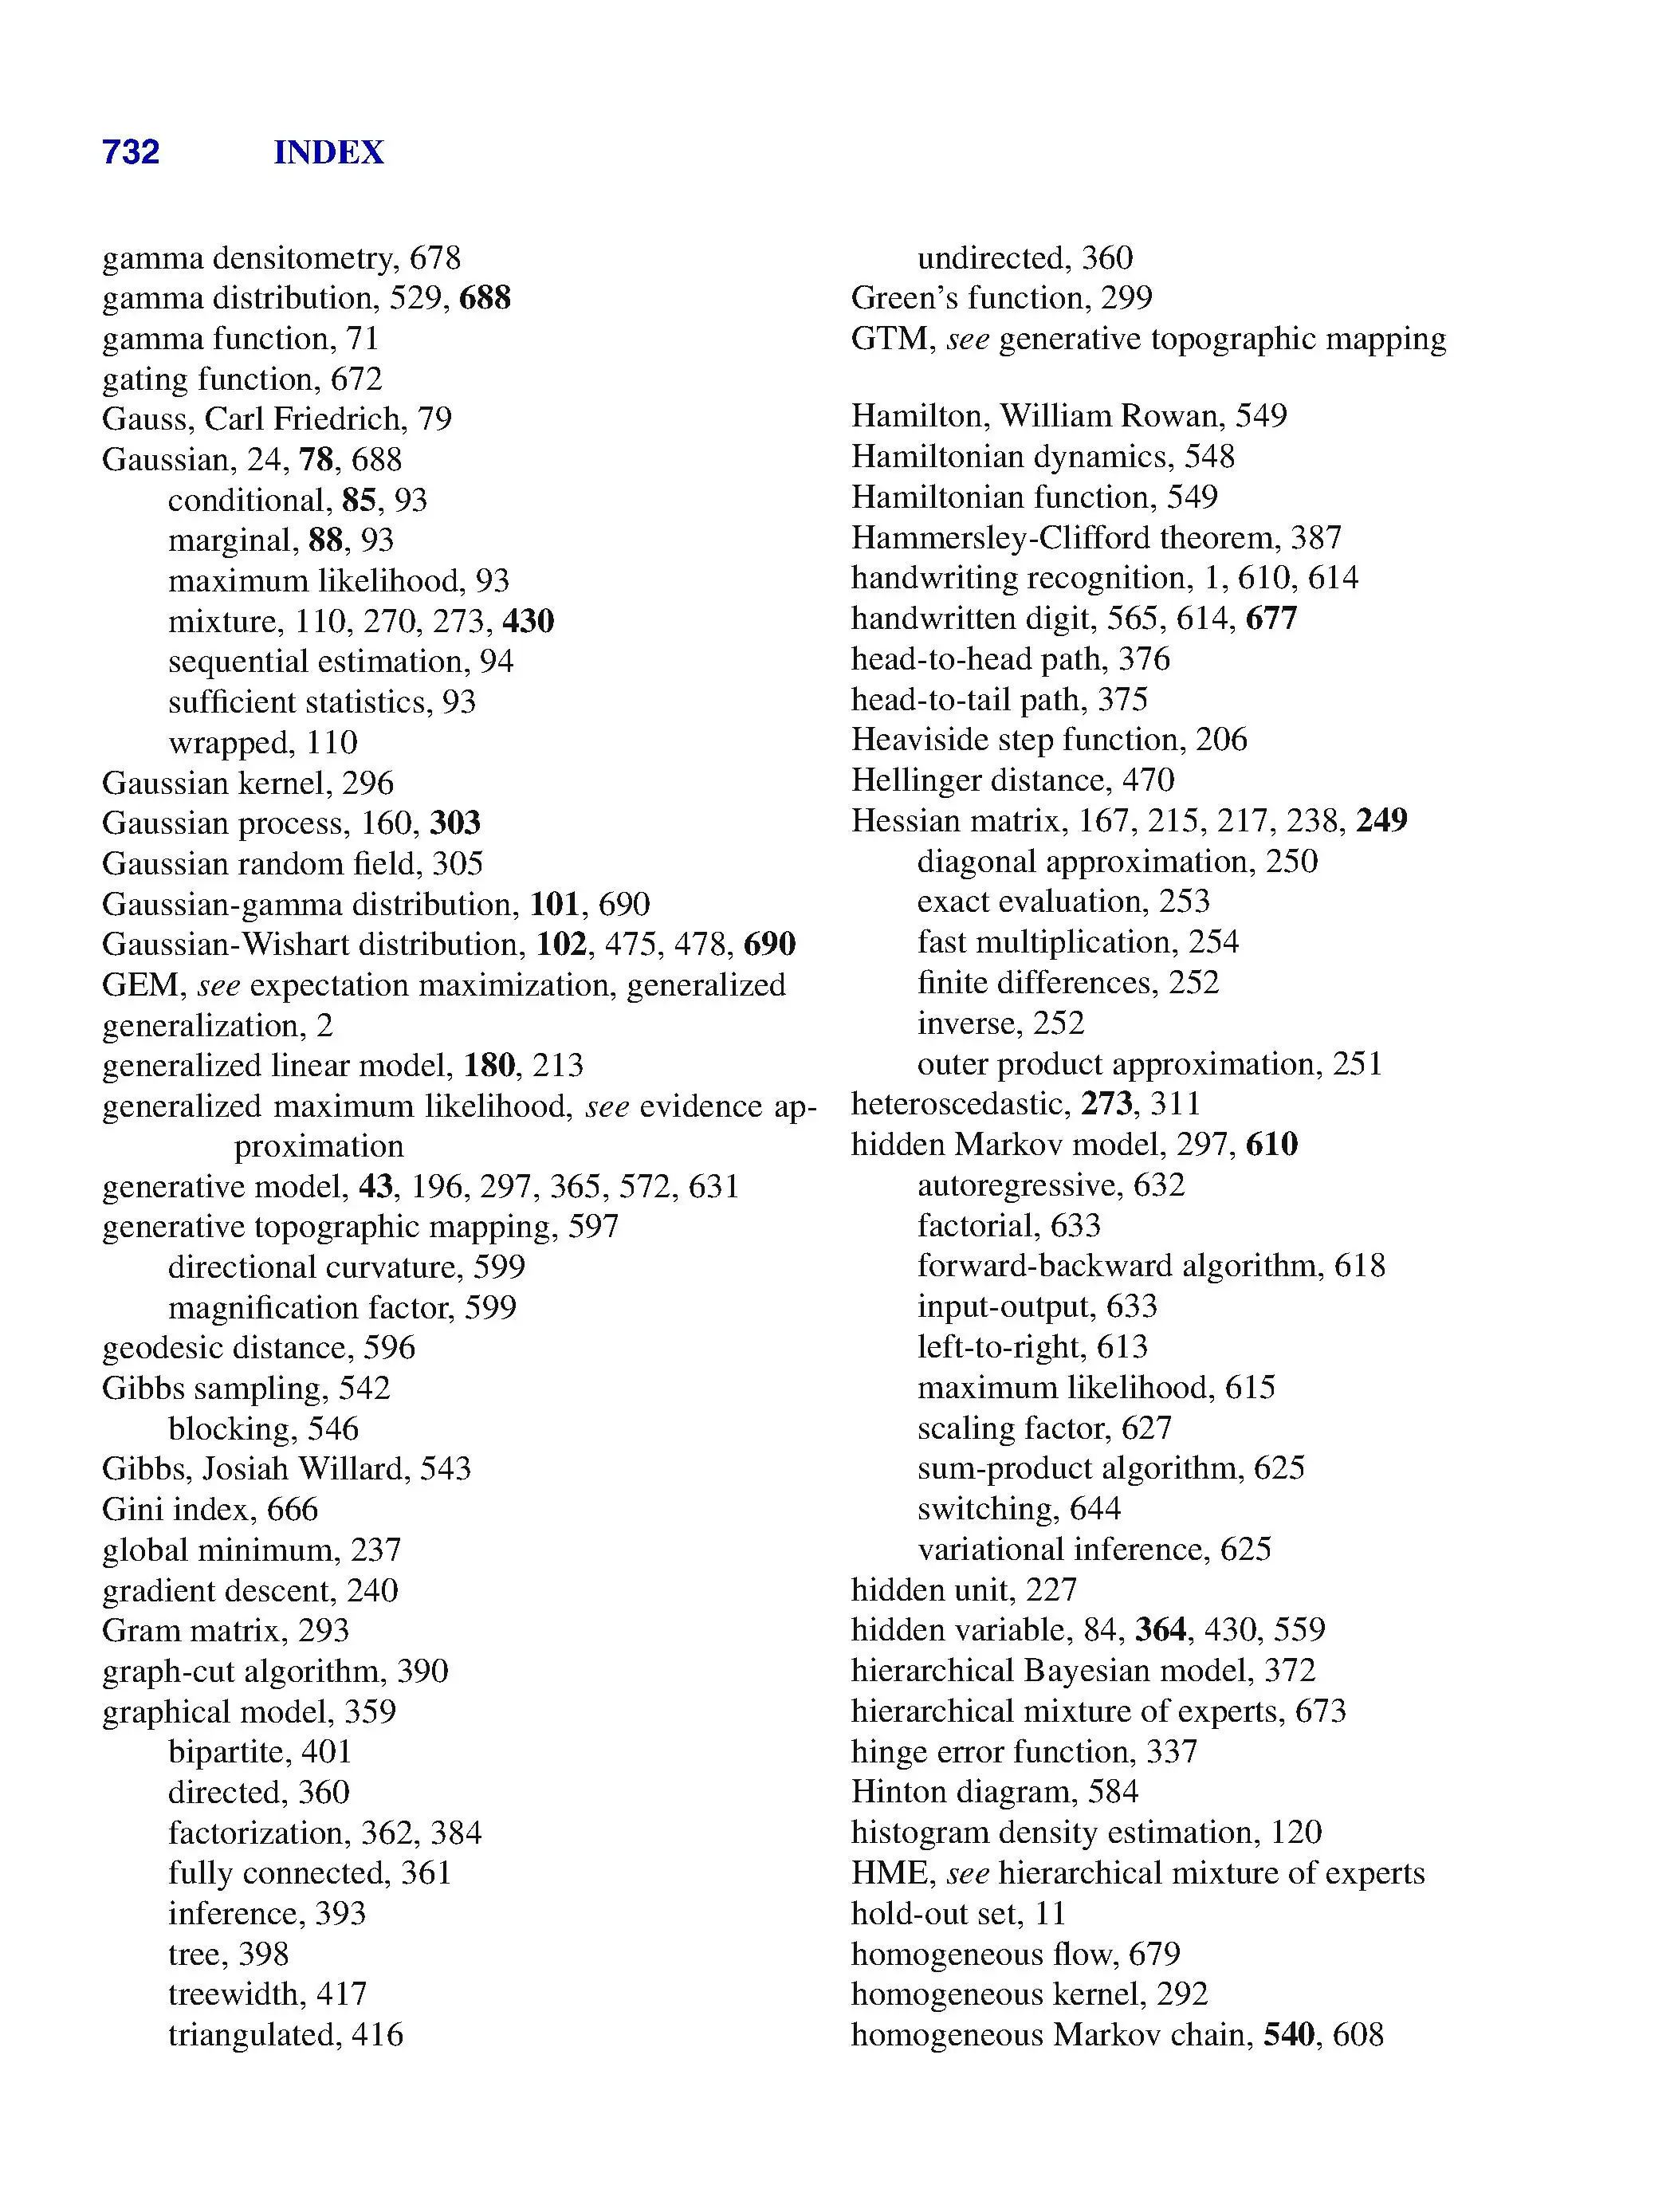 732 INDEX
gamma densitometry, 678
gamma distribution, 529, 688
gamma function, 71
gating function, 672
Gauss, Carl Friedrich, 79
Gaussian, 24, 78, 688
conditional, 85, 93
marginal, 88, 93
maximum likelihood, 93
mixture, 110, 270, 273, 430
sequential estimation, 94
sufficient statistics, 93
wrapped, 110
Gaussian kernel, 296
Gaussian process, 160, 303
Gaussian random field, 305
Gaussian-gamma distribution, 101, 690
Gaussian-Wishart distribution, 102, 475, 478, 690
GEM, see expectation maximization, generalized
generalization, 2
generalized linear model, 180, 213
generalized maximum likelihood, see evidence ap-
proximation
generative model, 43, 196, 297, 365, 572, 631
generative topographic mapping, 597
directional curvature, 599
magnification factor, 599
geodesic distance, 596
Gibbs sampling, 542
blocking, 546
Gibbs, Josiah Willard, 543
Gini index, 666
global minimum, 237
gradient descent, 240
Gram matrix, 293
graph-cut algorithm, 390
graphical model, 359
bipartite, 401
directed, 360
factorization, 362, 384
fully connected, 361
inference, 393
tree, 398
treewidth, 417
triangulated, 416
undirected, 360
Green's function, 299
GTM, see generative topographic mapping
Hamilton, William Rowan, 549
Hamiltonian dynamics, 548
Hamiltonian function, 549
Hammersley-Clifford theorem, 387
handwriting recognition, 1, 610, 614
handwritten digit, 565, 614, 677
head-to-head path, 376
head-to-tail path, 375
Heaviside step function, 206
Hellinger distance, 470
Hessian matrix, 167, 215, 217, 238, 249
diagonal approximation, 250
exact evaluation, 253
fast multiplication, 254
finite differences, 252
inverse, 252
outer product approximation, 251
heteroscedastic, 273, 311
hidden Markov model, 297, 610
autoregressive, 632
factorial, 633
forward-backward algorithm, 618
input-output, 633
left-to-right, 613
maximum likelihood, 615
scaling factor, 627
sum-product algorithm, 625
switching, 644
variational inference, 625
hidden unit, 227
hidden variable, 84, 364, 430, 559
hierarchical Bayesian model, 372
hierarchical mixture of experts, 673
hinge error function, 337
Hinton diagram, 584
histogram density estimation, 120
HME, see hierarchical mixture of experts
hold-out set, 11
homogeneous flow, 679
homogeneous kernel, 292
homogeneous Markov chain, 540, 608